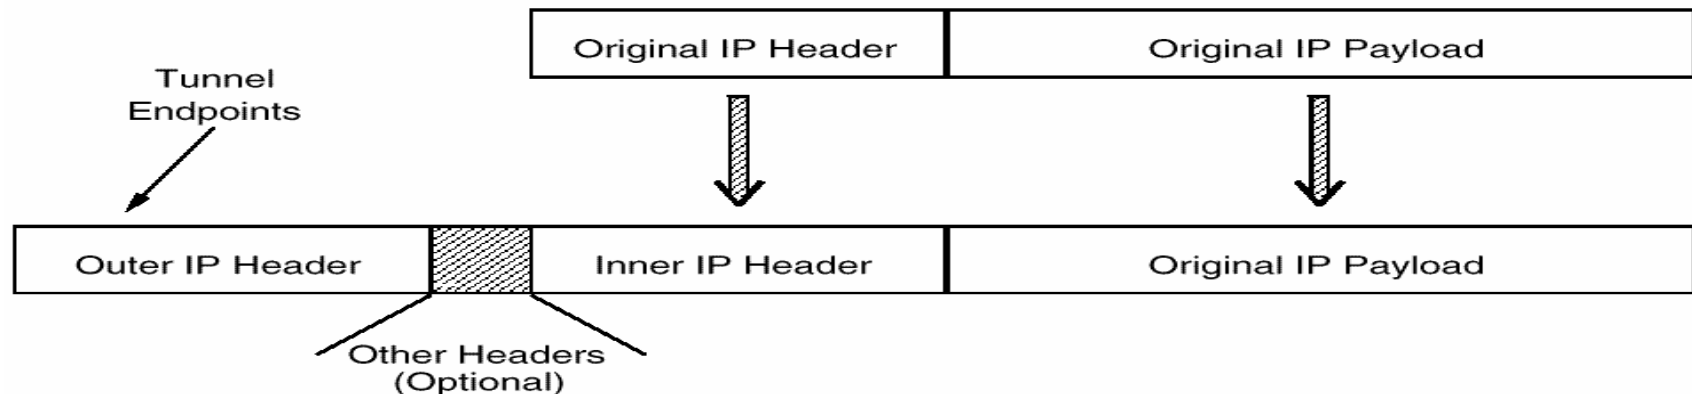 Original IP Header
Original IP Payload
Tunnel
Endpoints
Outer IP Header
Inner IP Header
Original IP Payload
Other Headers
(Optional)